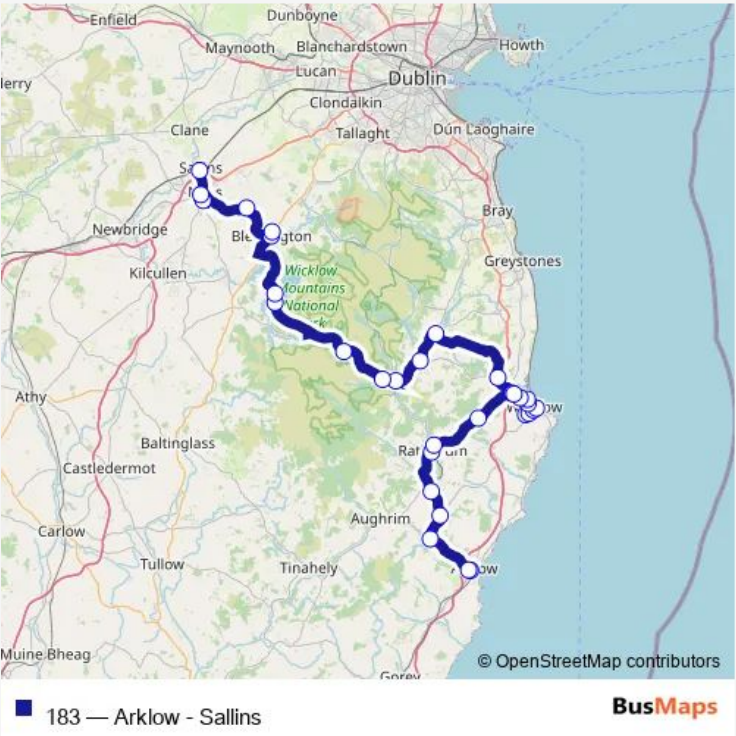 Dunboyne
Enfield
Howth
Maynooth
Blanchardstown
Lucan
Dublin
Clondalkin
Clane
Tallaght
Dún Laoghaire
Newbridge
Bray
Greystones
Kilcullen
Wicklow
Mountains
National
Athy
Baltinglass
Castledermot
Aughrim
Carlow
Tullow
Tinahely
Muine Bheag
Gorey
© OpenStreetMap contributors
183 — Arklow - Sallins
BusMaps